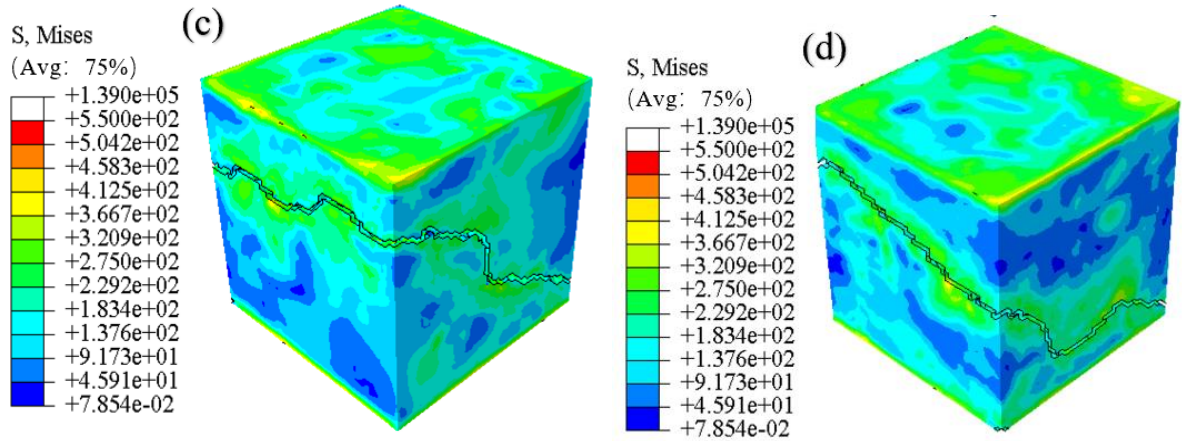 (c)
S, Mises
(Avg: 75%)
+1.390e+05
+5.500e+02
+5.042e+02
+4.583e+02
+4.125e+02
+3.667e+02
+3.209e+02
+2.750e+02
+2.292e+02
+1.834e+02
+1.376e+02
+9.173e+01
+4.591e+01
+7.854e-02
(d)
S, Mises
(Avg: 75%)
+1.390e+05
+5.500e+02
+5.042e+02
+4.583e+02
+4.125e+02
+3.667e+02
+3.209e+02
+2.750e+02
+2.292e+02
+1.834e+02
+1.376e+02
+9.173e+01
+4.591e+01
+7.854e-02